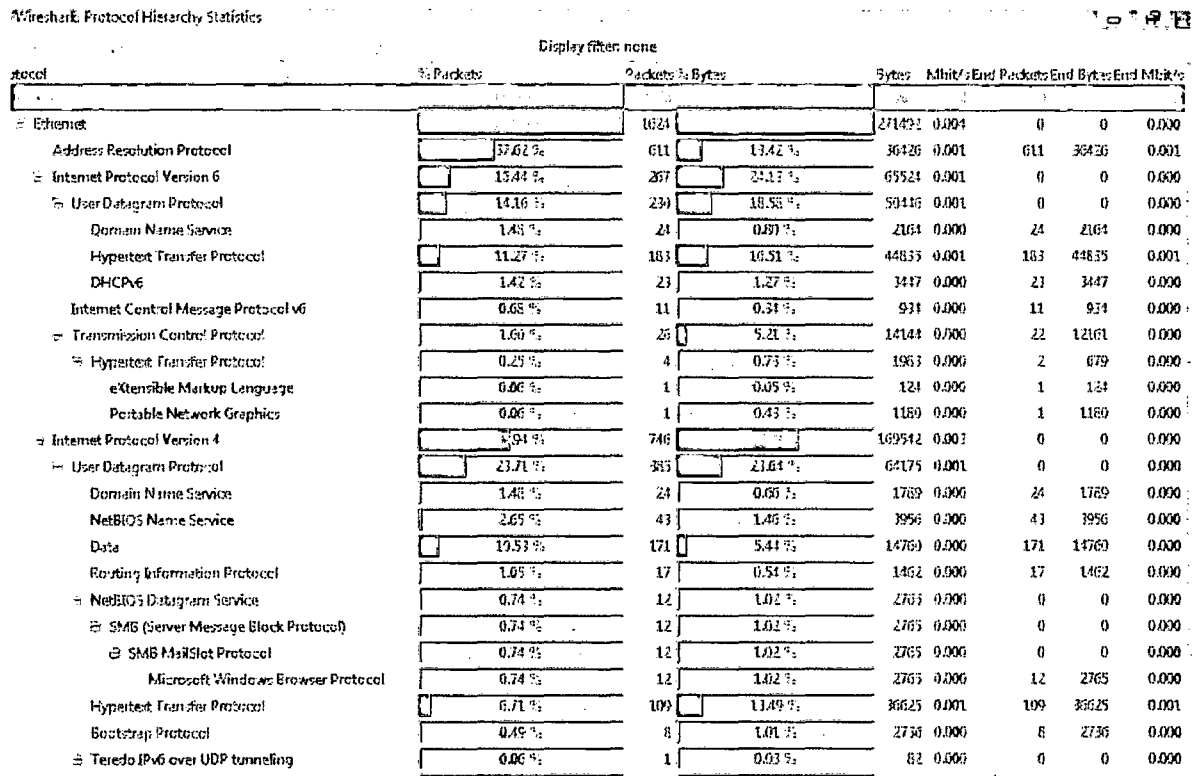 Wireshark: Protocol Hierarchy Statistics
Display filter: none
tocol % Packets Packets % Bytes Bytes Mbit/s End Packets End Bytes End Mbit/s
Ethernet 1624 271492 0.004 0 0 0.000
Address Resolution Protocol 37.62 % 611 13.42 % 36426 0.001 611 36426 0.001
Internet Protocol Version 6 267 24.13 % 65524 0.001 0 0 0.000
User Datagram Protocol 14.16 % 230 18.58 % 50446 0.001 0 0 0.000
Domain Name Service 1.48 % 24 0.80 % 2164 0.000 24 2164 0.000
Hypertext Transfer Protocol 11.27 % 183 16.51 % 44835 0.001 183 44835 0.001
DHCPv6 1.42 % 23 1.27 % 3447 0.000 23 3447 0.000
Internet Control Message Protocol v6 0.68 % 11 0.34 % 934 0.000 11 934 0.000
Transmission Control Protocol 1.60 % 26 5.21 % 14144 0.000 22 12161 0.000
Hypertext Transfer Protocol 0.25 % 4 0.73 % 1983 0.000 2 679 0.000
eXtensible Markup Language 0.06 % 1 0.05 % 124 0.000 1 124 0.000
Portable Network Graphics 0.06 % 1 0.43 % 1180 0.000 1 1180 0.000
Internet Protocol Version 4 746 169542 0.003 0 0 0.000
User Datagram Protocol 23.71 % 385 23.64 % 64175 0.001 0 0 0.000
Domain Name Service 1.48 % 24 0.66 % 1789 0.000 24 1789 0.000
NetBIOS Name Service 2.65 % 43 1.46 % 3956 0.000 43 3956 0.000
Data 10.53 % 171 5.44 % 14760 0.000 171 14760 0.000
Routing Information Protocol 1.05 % 17 0.54 % 1462 0.000 17 1462 0.000
NetBIOS Datagram Service 0.74 % 12 1.02 % 2765 0.000 0 0 0.000
SMB (Server Message Block Protocol) 0.74 % 12 1.02 % 2765 0.000 0 0 0.000
SMB MailSlot Protocol 0.74 % 12 1.02 % 2765 0.000 0 0 0.000
Microsoft Windows Browser Protocol 0.74 % 12 1.02 % 2765 0.000 12 2765 0.000
Hypertext Transfer Protocol 6.71 % 109 13.49 % 36625 0.001 109 36625 0.001
Bootstrap Protocol 0.49 % 8 1.01 % 2736 0.000 8 2736 0.000
Teredo IPv6 over UDP tunneling 0.06 % 1 0.03 % 82 0.000 0 0 0.000